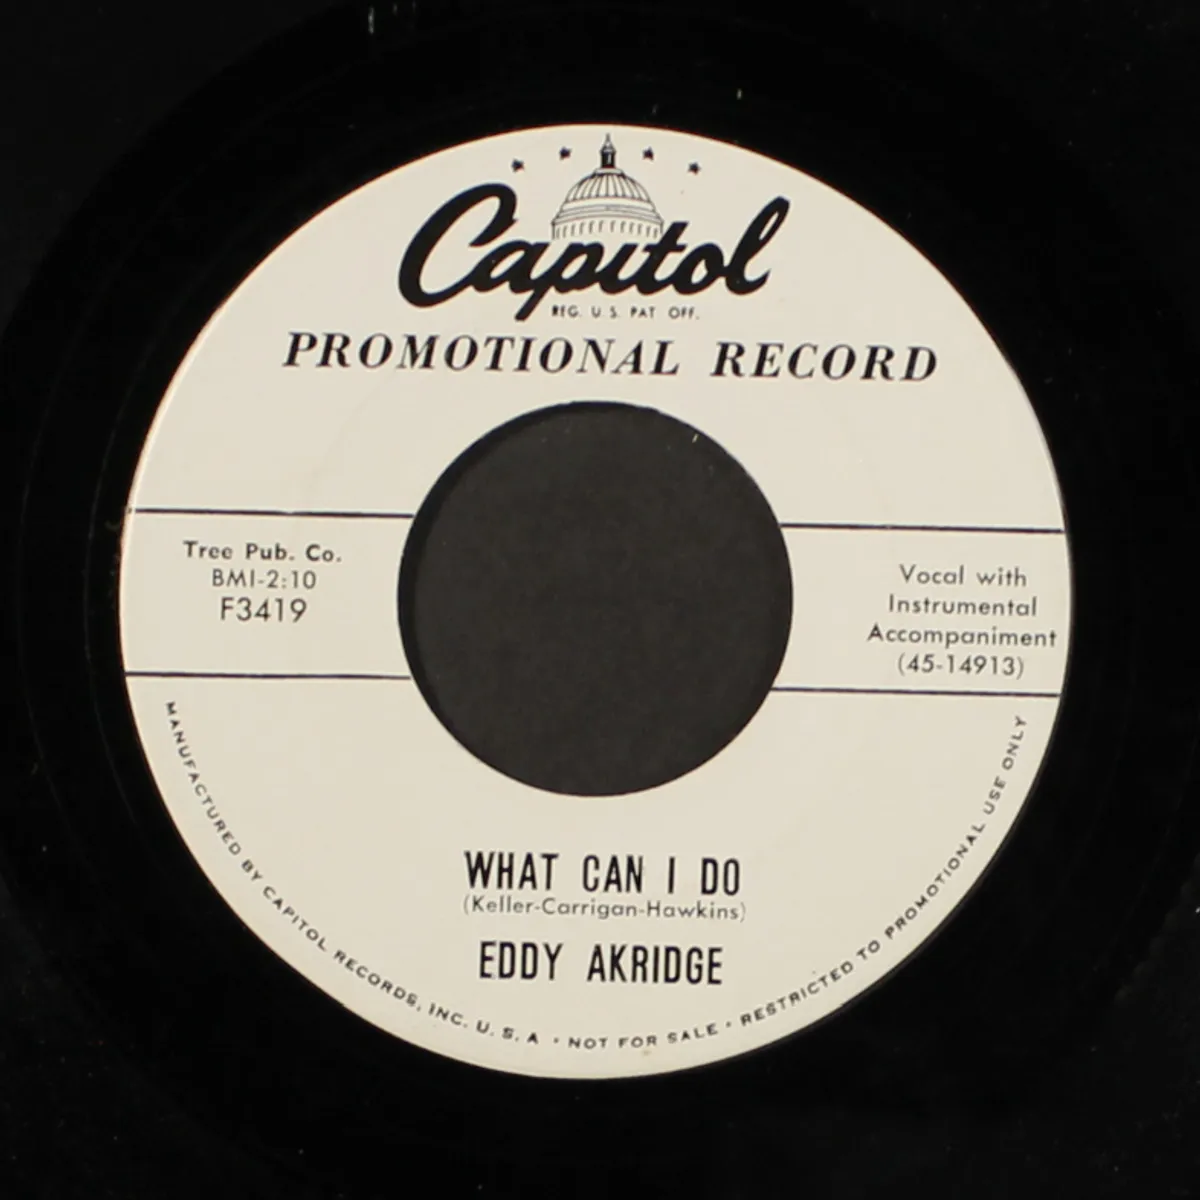 Capitol
REG. U.S. PAT. OFF.
PROMOTIONAL RECORD
Tree Pub. Co.
BMI-2:10
F3419
Vocal with
Instrumental
Accompaniment
(45-14913)
WHAT CAN I DO
(Keller-Carrigan-Hawkins)
EDDY AKRIDGE
MANUFACTURED BY CAPITOL RECORDS, INC. U. S. A • NOT FOR SALE • RESTRICTED TO PROMOTIONAL USE ONLY